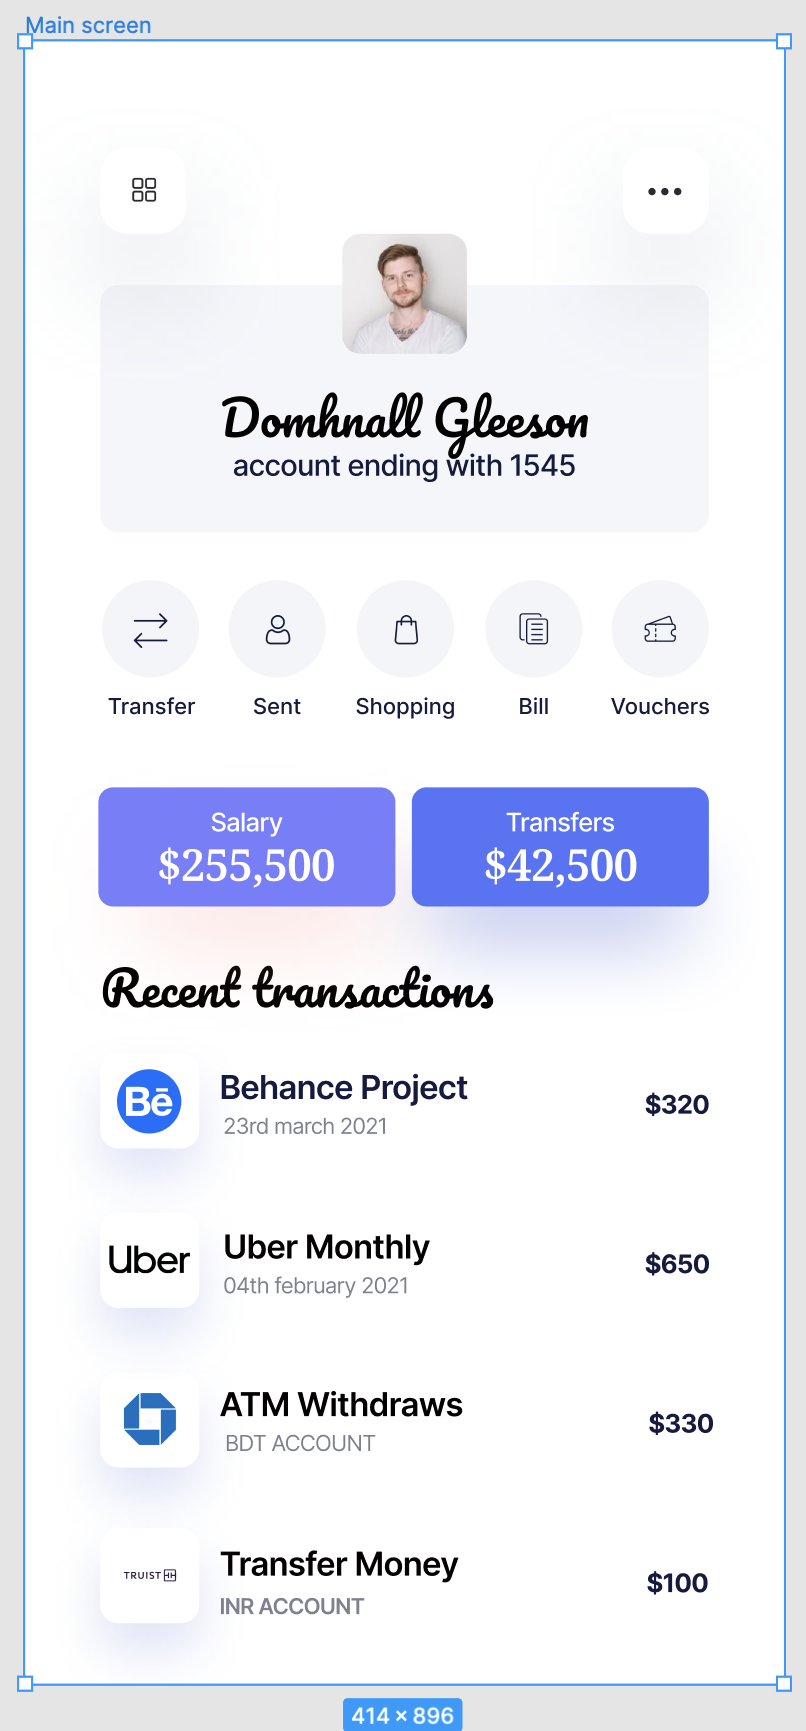 Main screen
Domhnall Gleeson
account ending with 1545
Transfer Sent Shopping Bill Vouchers
Salary Transfers
$255,500 $42,500
Recent transactions
Bē Behance Project $320
23rd march 2021
Uber Uber Monthly $650
04th february 2021
ATM Withdraws $330
BDT ACCOUNT
TRUIST Transfer Money $100
INR ACCOUNT
414 × 896